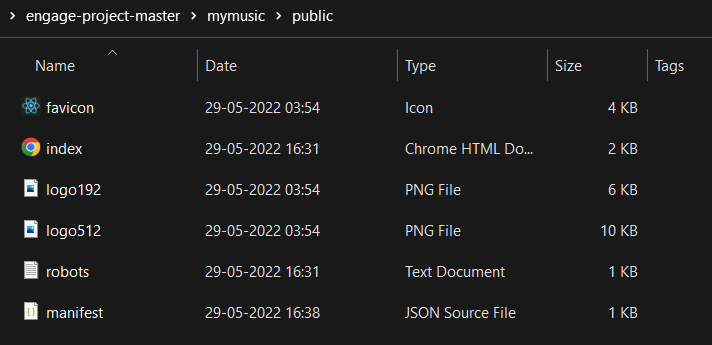 engage-project-master mymusic public
Name Date Type Size Tags
favicon 29-05-2022 03:54 Icon 4 KB
index 29-05-2022 16:31 Chrome HTML Do... 2 KB
logo192 29-05-2022 03:54 PNG File 6 KB
logo512 29-05-2022 03:54 PNG File 10 KB
robots 29-05-2022 16:31 Text Document 1 KB
manifest 29-05-2022 16:38 JSON Source File 1 KB